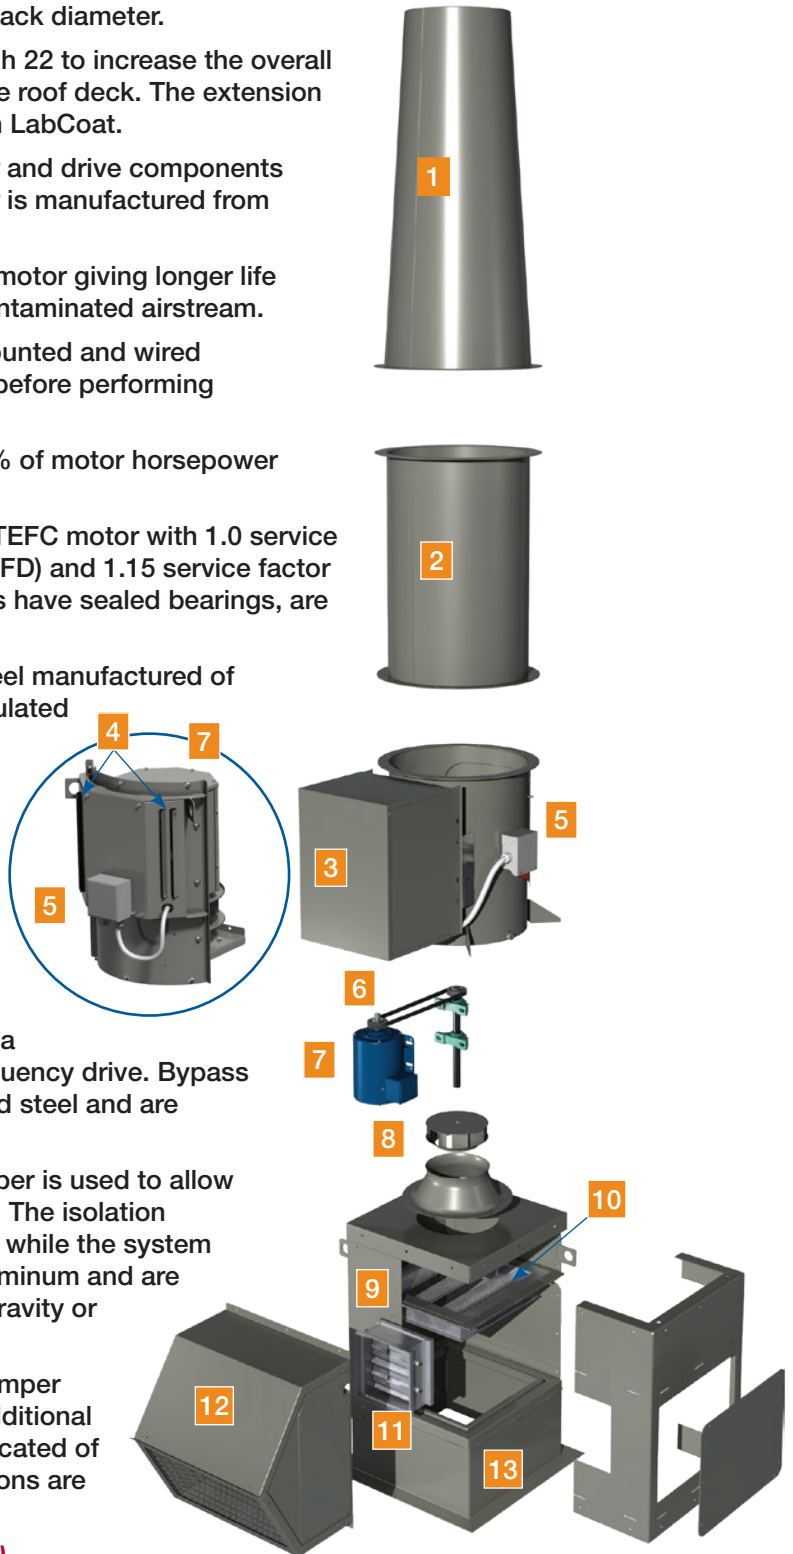 ack diameter.
h 22 to increase the overall
e roof deck. The extension
LabCoat.
and drive components
is manufactured from
motor giving longer life
ntaminated airstream.
ounted and wired
before performing
% of motor horsepower
TEFC motor with 1.0 service
FD) and 1.15 service factor
s have sealed bearings, are
eel manufactured of
ulated
a
quency drive. Bypass
d steel and are
per is used to allow
The isolation
while the system
minum and are
ravity or
mper
dditional
cated of
ons are
1
2
4
7
5
3
5
6
7
8
10
9
12
11
13